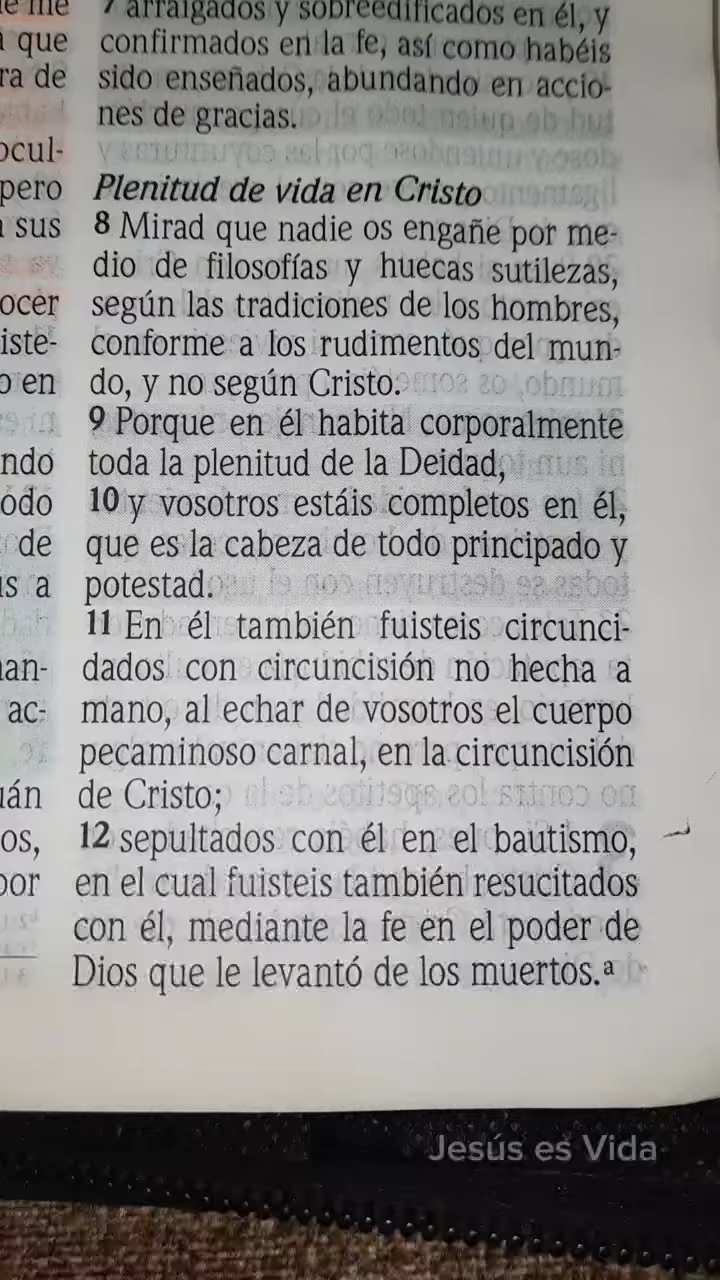 7 arraigados y sobreedificados en él, y
confirmados en la fe, así como habéis
sido enseñados, abundando en accio-
nes de gracias.
Plenitud de vida en Cristo
8 Mirad que nadie os engañe por me-
dio de filosofías y huecas sutilezas,
según las tradiciones de los hombres,
conforme a los rudimentos del mun-
do, y no según Cristo.
9 Porque en él habita corporalmente
toda la plenitud de la Deidad,
10 y vosotros estáis completos en él,
que es la cabeza de todo principado y
potestad.
11 En él también fuisteis circunci-
dados con circuncisión no hecha a
mano, al echar de vosotros el cuerpo
pecaminoso carnal, en la circuncisión
de Cristo;
12 sepultados con él en el bautismo,
en el cual fuisteis también resucitados
con él, mediante la fe en el poder de
Dios que le levantó de los muertos.ª
Jesús es Vida